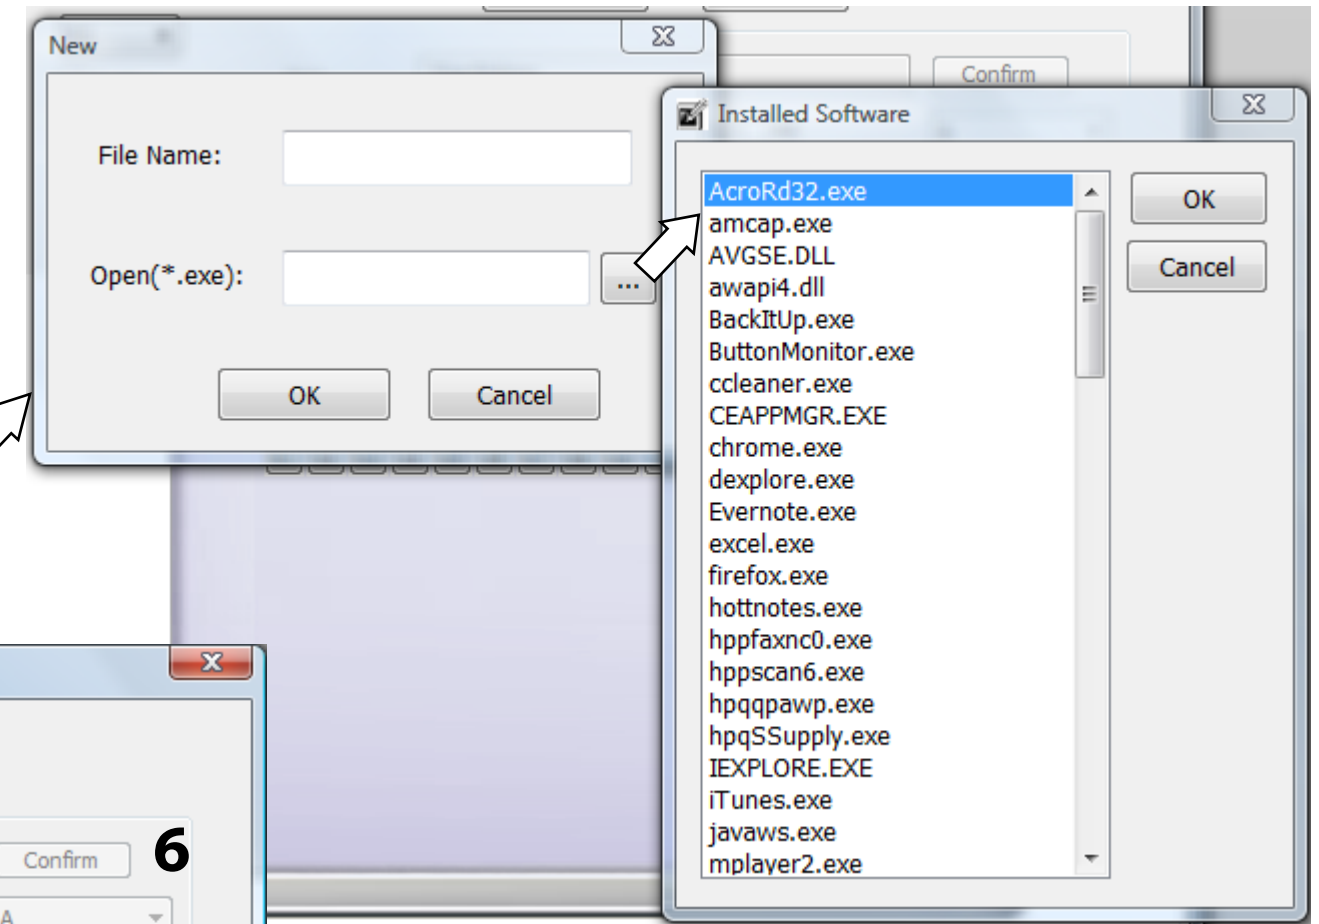 New
Confirm
Installed Software
File Name:
Open(*.exe):
...
OK
Cancel
AcroRd32.exe
amcap.exe
AVGSE.DLL
awapi4.dll
BackItUp.exe
ButtonMonitor.exe
ccleaner.exe
CEAPPMGR.EXE
chrome.exe
dexplore.exe
Evernote.exe
excel.exe
firefox.exe
hottnotes.exe
hppfaxnc0.exe
hppscan6.exe
hpqqpawp.exe
hpqSSupply.exe
IEXPLORE.EXE
iTunes.exe
javaws.exe
mplayer2.exe
OK
Cancel
Confirm
6
A